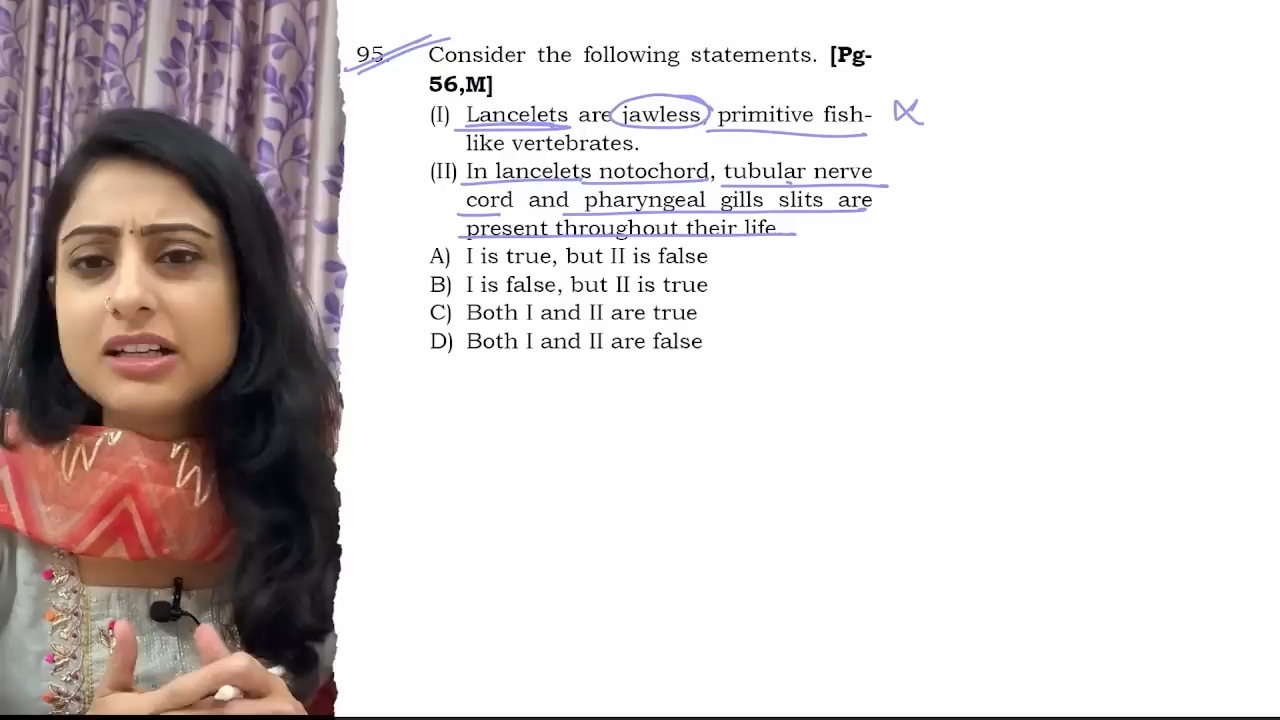 95. Consider the following statements. [Pg-
56,M]
(I) Lancelets are jawless primitive fish-
like vertebrates.
(II) In lancelets notochord, tubular nerve
cord and pharyngeal gills slits are
present throughout their life.
A) I is true, but II is false
B) I is false, but II is true
C) Both I and II are true
D) Both I and II are false